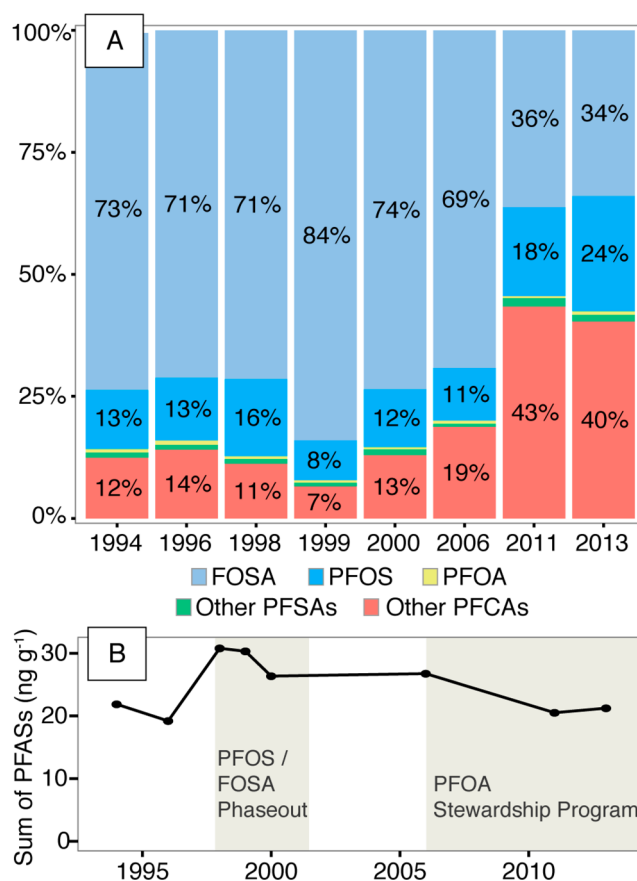 100%
A
75%
50%
25%
0%
73%
71%
71%
84%
74%
69%
36%
34%
13%
13%
16%
8%
12%
11%
18%
24%
12%
14%
11%
7%
13%
19%
43%
40%
1994 1996 1998 1999 2000 2006 2011 2013
FOSA PFOS PFOA
Other PFSAs Other PFCAs
B
Sum of PFASs (ng g⁻¹)
30
20
10
0
PFOS /
FOSA
Phaseout
PFOA
Stewardship Program
1995 2000 2005 2010